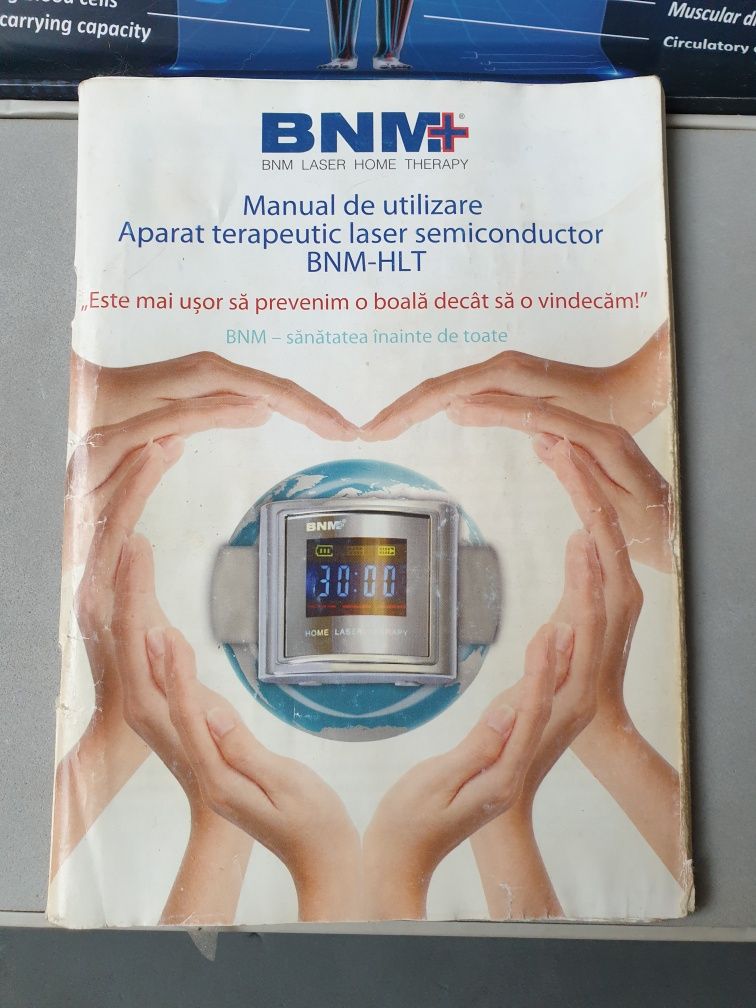 carrying capacity
Muscular
Circulatory
BNM+®
BNM LASER HOME THERAPY
Manual de utilizare
Aparat terapeutic laser semiconductor
BNM-HLT
„Este mai ușor să prevenim o boală decât să o vindecăm!”
BNM – sănătatea înainte de toate
BNM+
30:00
HOME LASER THERAPY